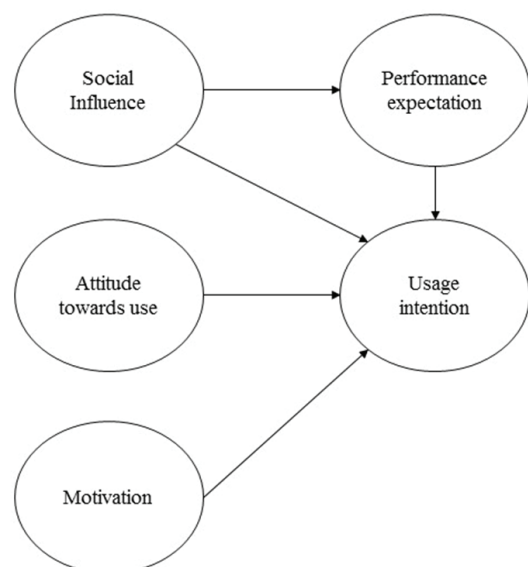 Social
Influence
Performance
expectation
Attitude
towards use
Usage
intention
Motivation